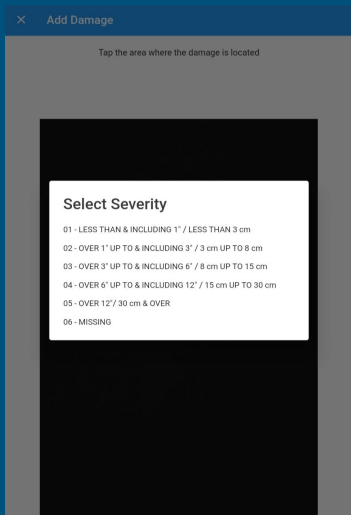 × Add Damage
Tap the area where the damage is located
Select Severity
01 - LESS THAN & INCLUDING 1" / LESS THAN 3 cm
02 - OVER 1" UP TO & INCLUDING 3" / 3 cm UP TO 8 cm
03 - OVER 3" UP TO & INCLUDING 6" / 8 cm UP TO 15 cm
04 - OVER 6" UP TO & INCLUDING 12" / 15 cm UP TO 30 cm
05 - OVER 12"/ 30 cm & OVER
06 - MISSING